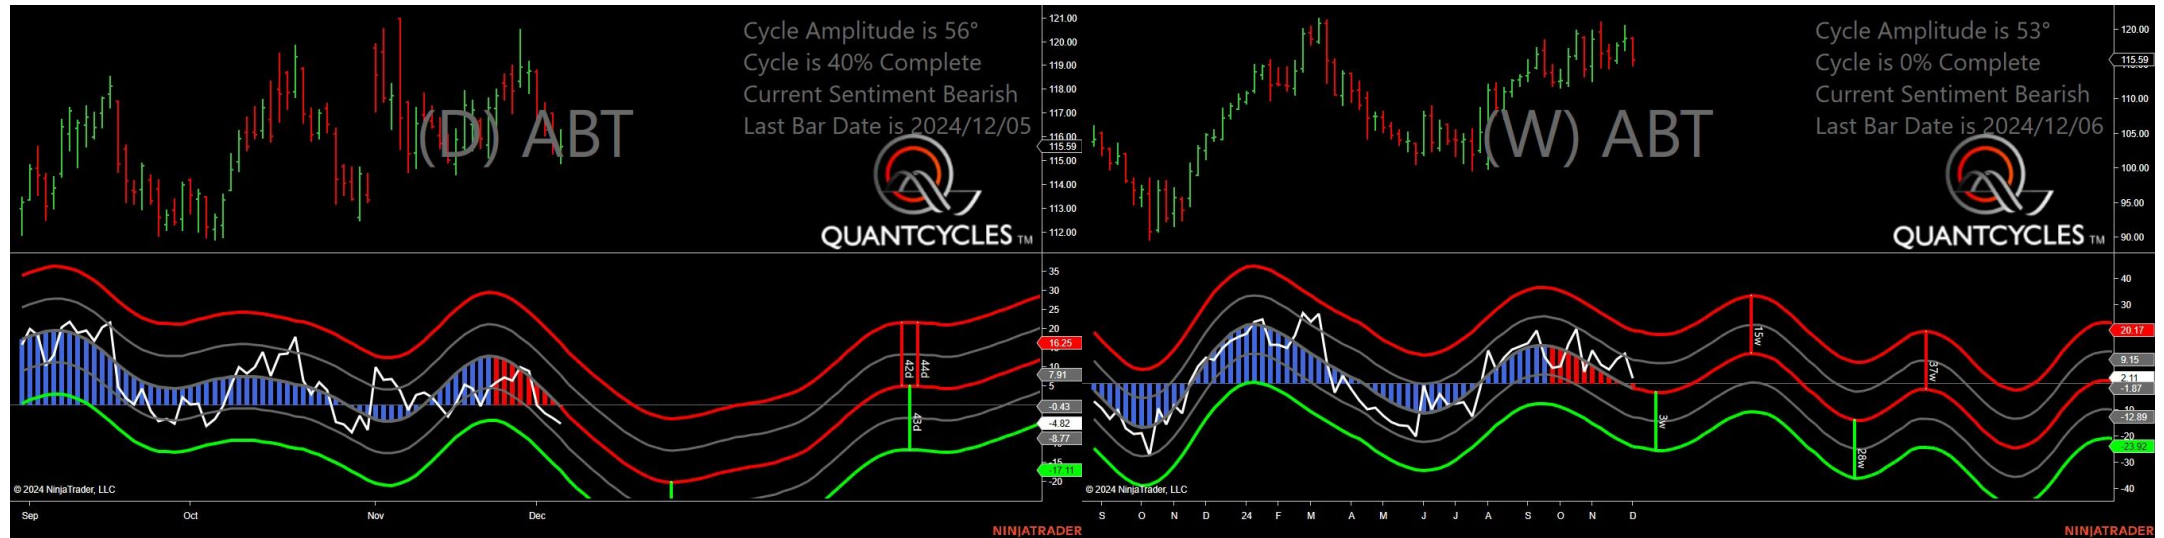 Cycle Amplitude is 56°
Cycle is 40% Complete
Current Sentiment Bearish
Last Bar Date is 2024/12/05
(D) ABT
QUANTCYCLES TM
121.00
120.00
119.00
118.00
117.00
116.00
115.59
115.00
114.00
113.00
112.00
35
30
25
20
16.25
10
7.91
5
-0.43
-4.82
-8.77
-15
-17.11
-20
42d
44d
43d
© 2024 NinjaTrader, LLC
Sep Oct Nov Dec
NINJATRADER
Cycle Amplitude is 53°
Cycle is 0% Complete
Current Sentiment Bearish
Last Bar Date is 2024/12/06
(W) ABT
QUANTCYCLES TM
120.00
115.59
110.00
105.00
100.00
95.00
90.00
40
30
20.17
9.15
2.11
-1.87
-12.89
-20
-23.92
-30
-40
15w
37w
3w
28w
© 2024 NinjaTrader, LLC
S O N D 24 F M A M J J A S O N D
NINJATRADER